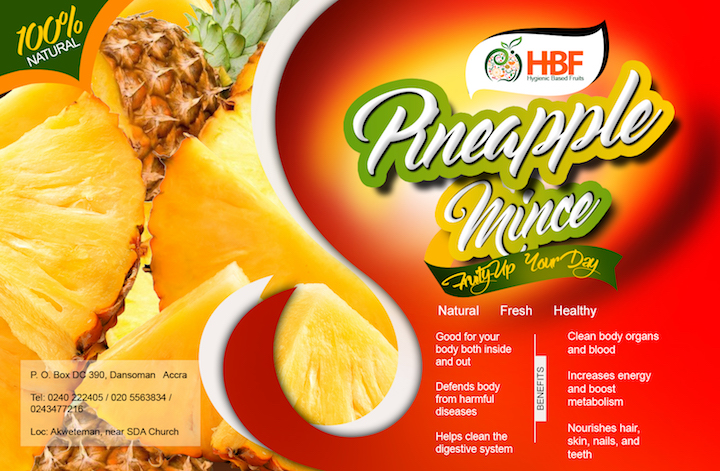 100%
NATURAL
HBF
Hygienic Based Fruits
Pineapple
Mince
Fruity Up Your Day
Natural Fresh Healthy
Good for your
body both inside
and out
Defends body
from harmful
diseases
Helps clean the
digestive system
BENEFITS
Clean body organs
and blood
Increases energy
and boost
metabolism
Nourishes hair,
skin, nails, and
teeth
P. O. Box DC 390, Dansoman Accra
Tel: 0240 222405 / 020 5563834 /
0243477216
Loc: Akweteman, near SDA Church